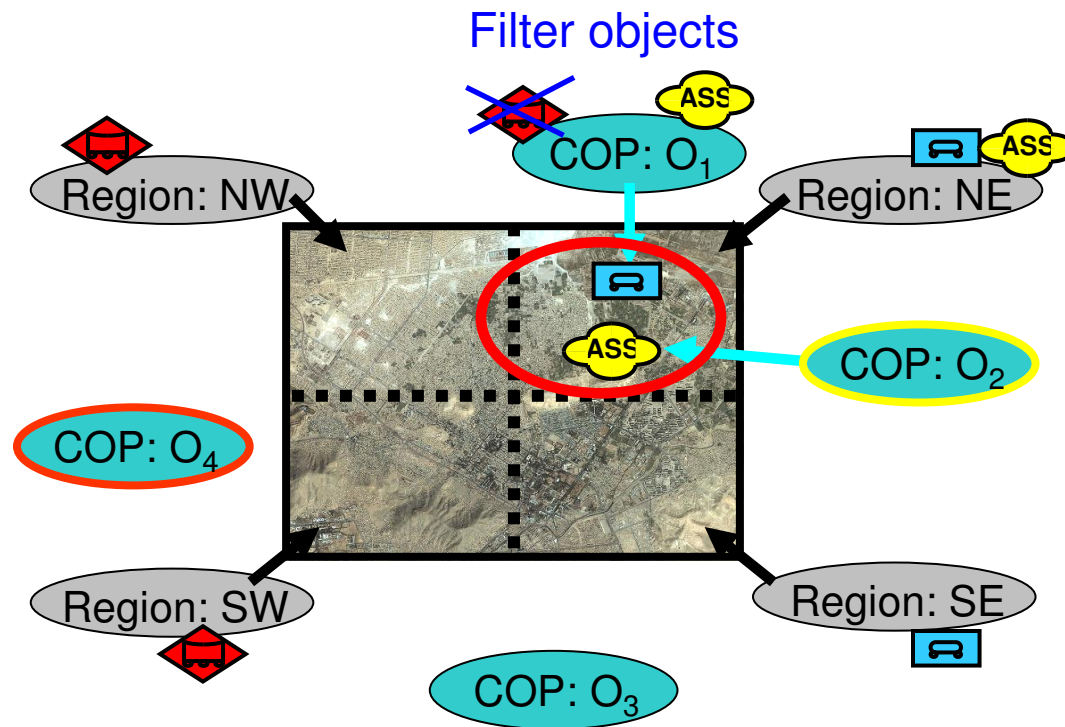 Filter objects
ASS
COP: O₁
ASS
Region: NW
Region: NE
ASS
COP: O₂
COP: O₄
Region: SW
Region: SE
COP: O₃